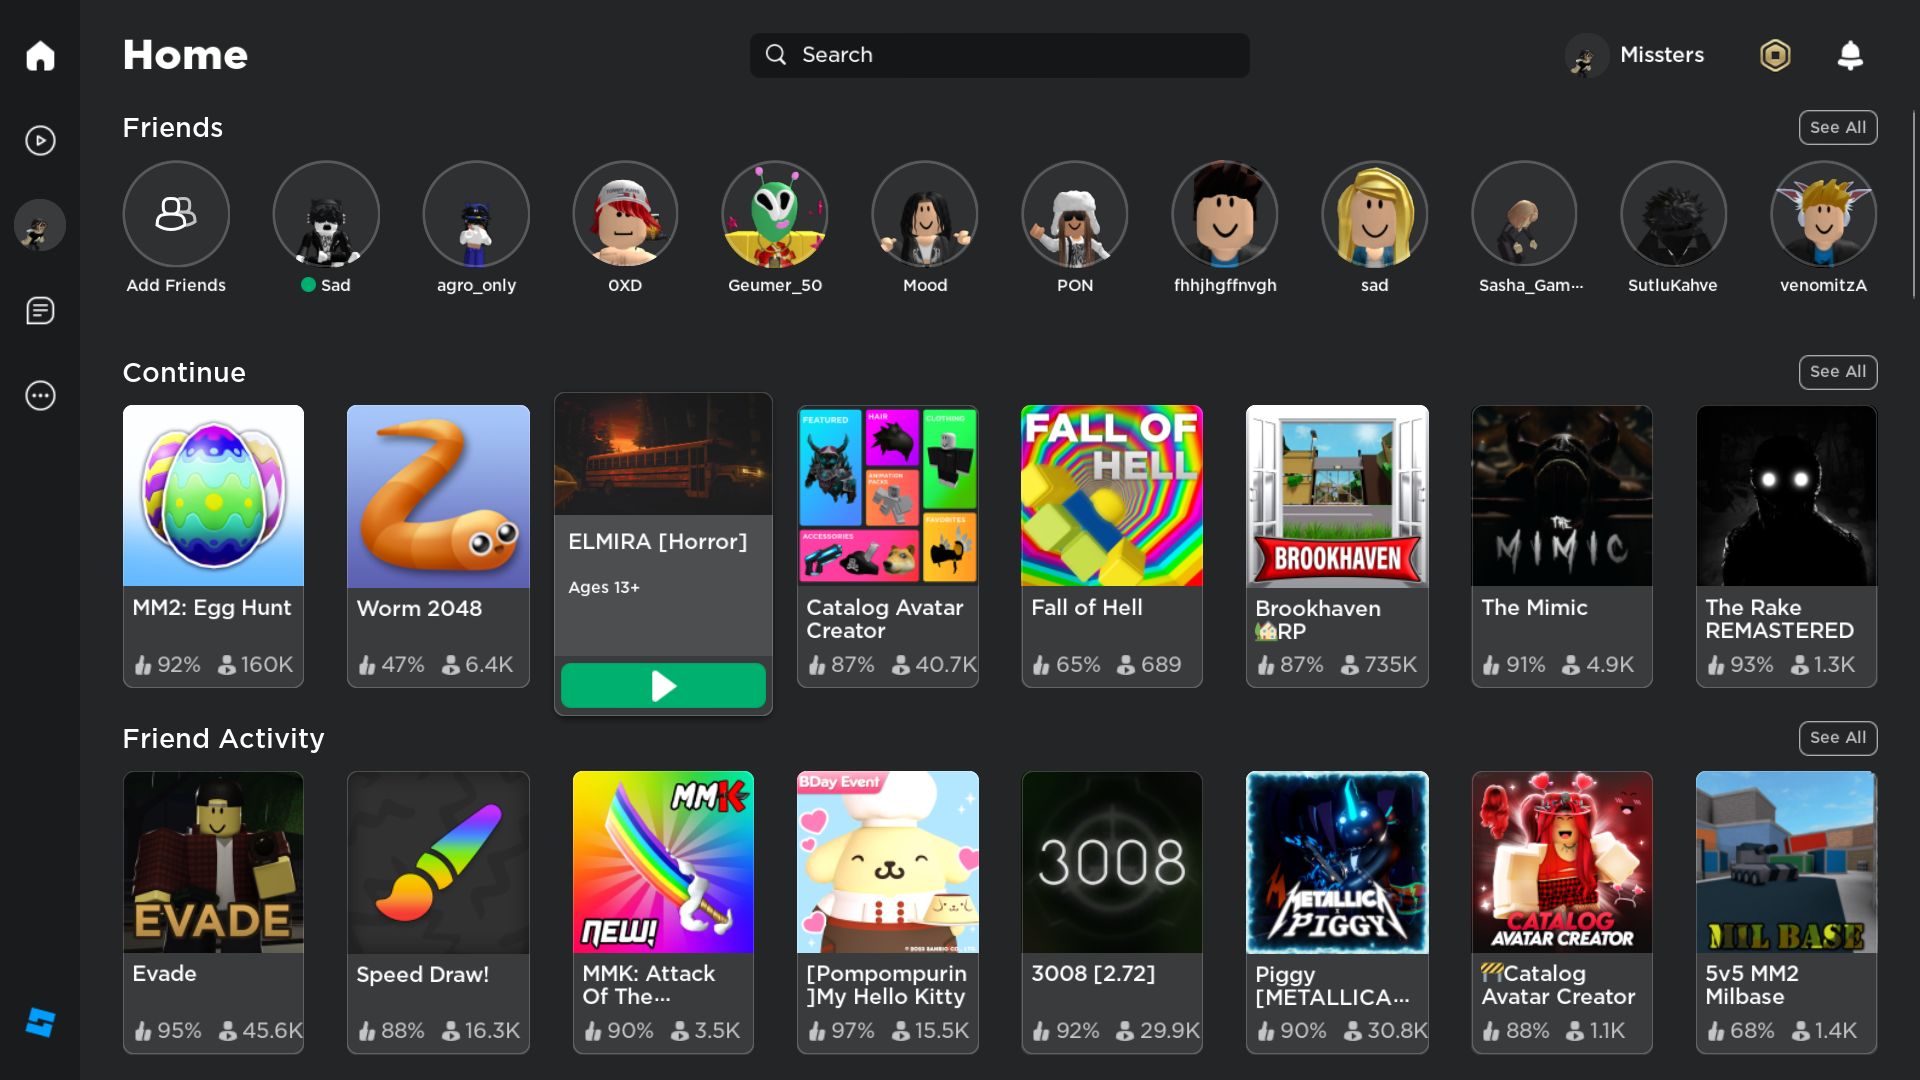 Home
Search
Missters
Friends
See All
Add Friends
Sad
agro_only
0XD
Geumer_50
Mood
PON
fhhjhgffnvgh
sad
Sasha_Gam···
SutluKahve
venomitzA
Continue
See All
MM2: Egg Hunt
92% 160K
Worm 2048
47% 6.4K
ELMIRA [Horror]
Ages 13+
FEATURED
HAIR
CLOTHING
ANIMATION
PACKS
ACCESSORIES
FAVORITES
Catalog Avatar
Creator
87% 40.7K
FALL OF
HELL
Fall of Hell
65% 689
BROOKHAVEN
Brookhaven
RP
87% 735K
THE
MIMIC
The Mimic
91% 4.9K
The Rake
REMASTERED
93% 1.3K
Friend Activity
See All
EVADE
Evade
95% 45.6K
Speed Draw!
88% 16.3K
MMK
NEW!
MMK: Attack
Of The···
90% 3.5K
BDay Event
[Pompompurin
]My Hello Kitty
97% 15.5K
3008
3008 [2.72]
92% 29.9K
METALLICA
X
PIGGY
Piggy
[METALLICA···
90% 30.8K
CATALOG
AVATAR CREATOR
🚧Catalog
Avatar Creator
88% 1.1K
MIL BASE
5v5 MM2
Milbase
68% 1.4K